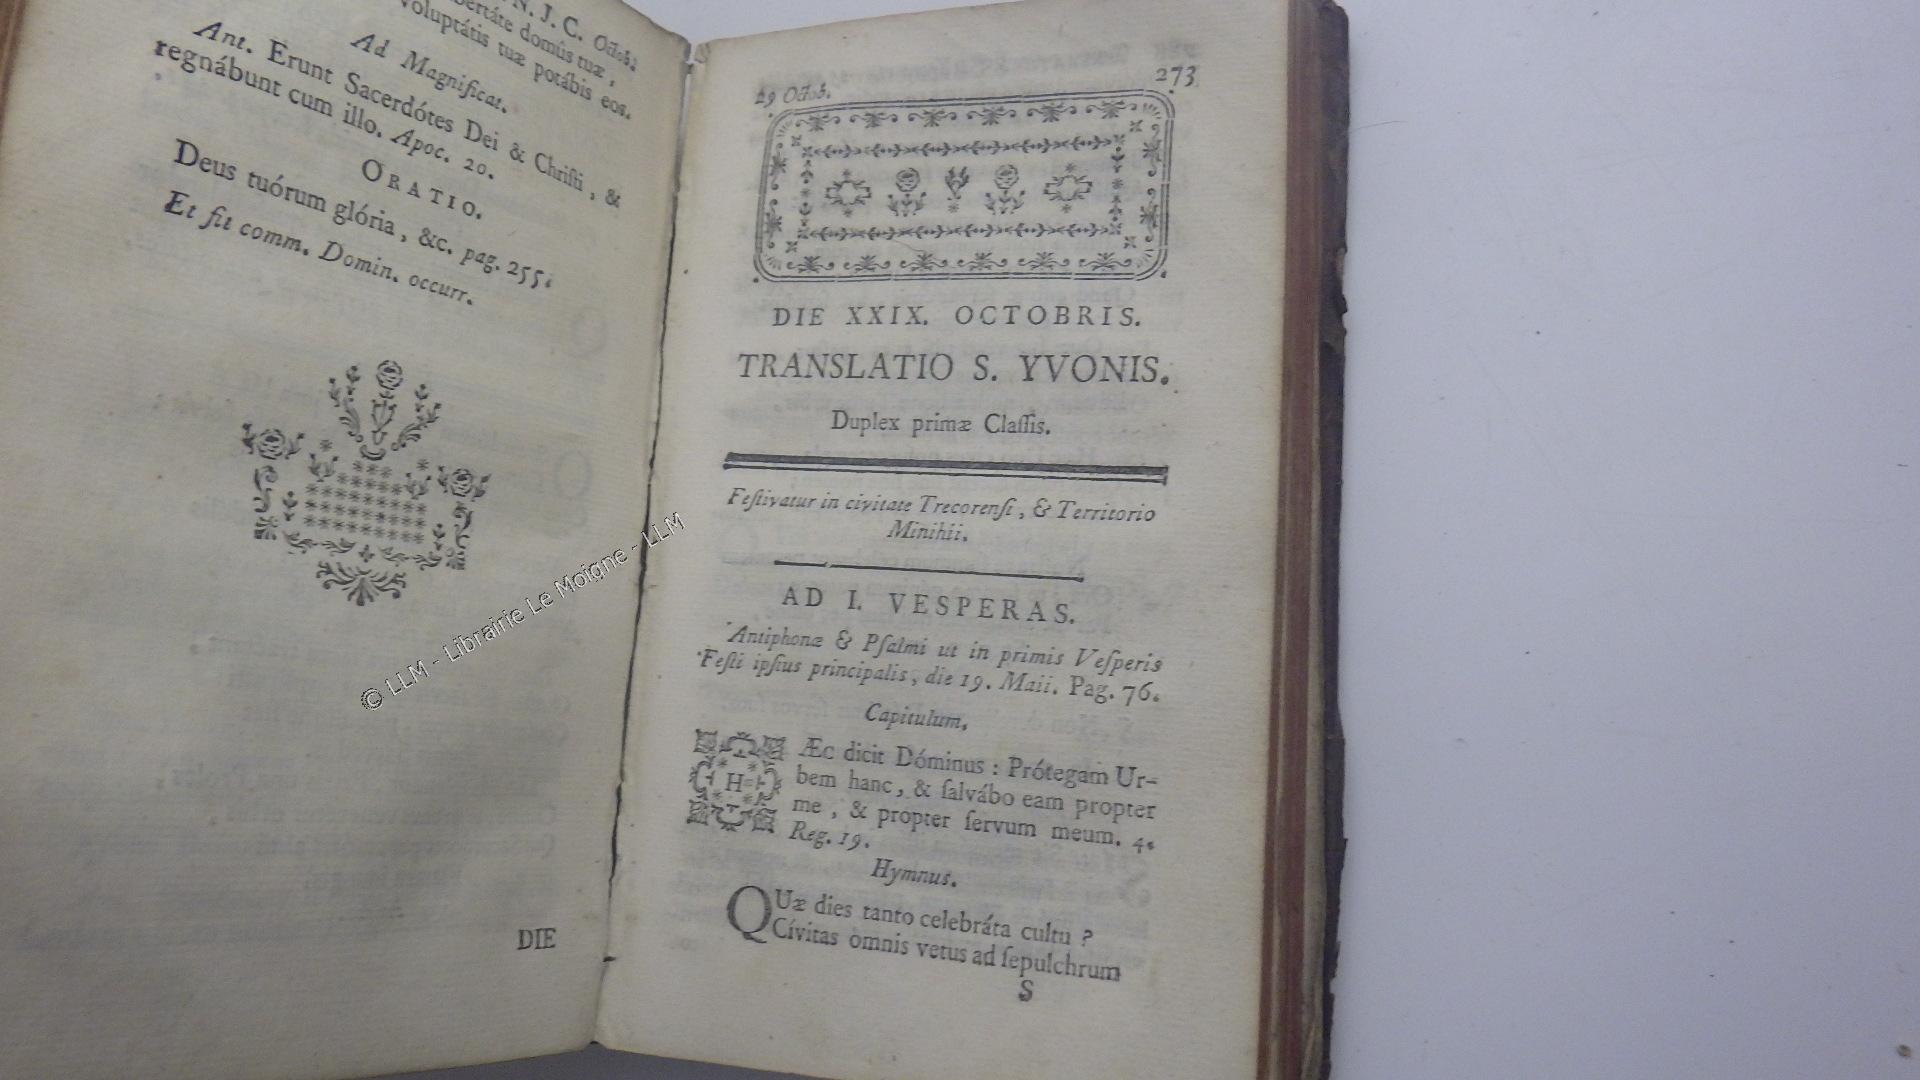 N. J. C. Octob.
libertáte domûs tuæ,
voluptátis tuæ potábis eos.
Ad Magnificat.
Ant. Erunt Sacerdótes Dei & Chriſti, &
regnábunt cum illo. Apoc. 20.
ORATIO.
Deus tuórum glória, &c. pag. 255.
Et fit comm. Domin. occurr.
DIE
29 Octob. 273
DIE XXIX. OCTOBRIS.
TRANSLATIO S. YVONIS.
Duplex primæ Claſſis.
Feſtivatur in civitate Trecorenſi, & Territorio
Minihii.
AD I. VESPERAS.
Antiphonæ & Pſalmi ut in primis Veſperis
Feſti ipſius principalis, die 19. Maii. Pag. 76.
Capitulum.
HÆc dicit Dóminus : Prótegam Ur-
bem hanc, & ſalvábo eam propter
me, & propter ſervum meum. 4.
Reg. 19.
Hymnus.
QUæ dies tanto celebráta cultu ?
Cívitas omnis vetus ad ſepulchrum
S
© LLM - Librairie Le Moigne - LLM